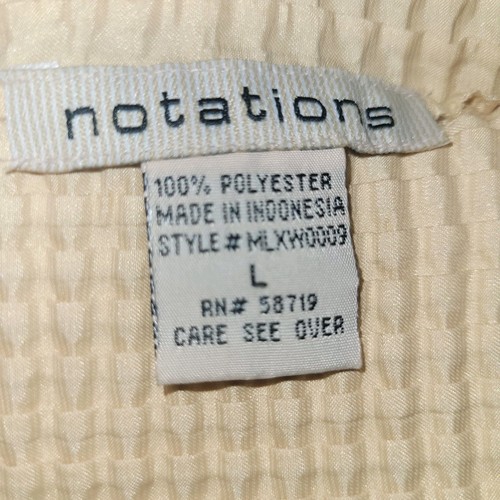 notations
100% POLYESTER
MADE IN INDONESIA
STYLE# MLXW0009
L
RN# 58719
CARE SEE OVER